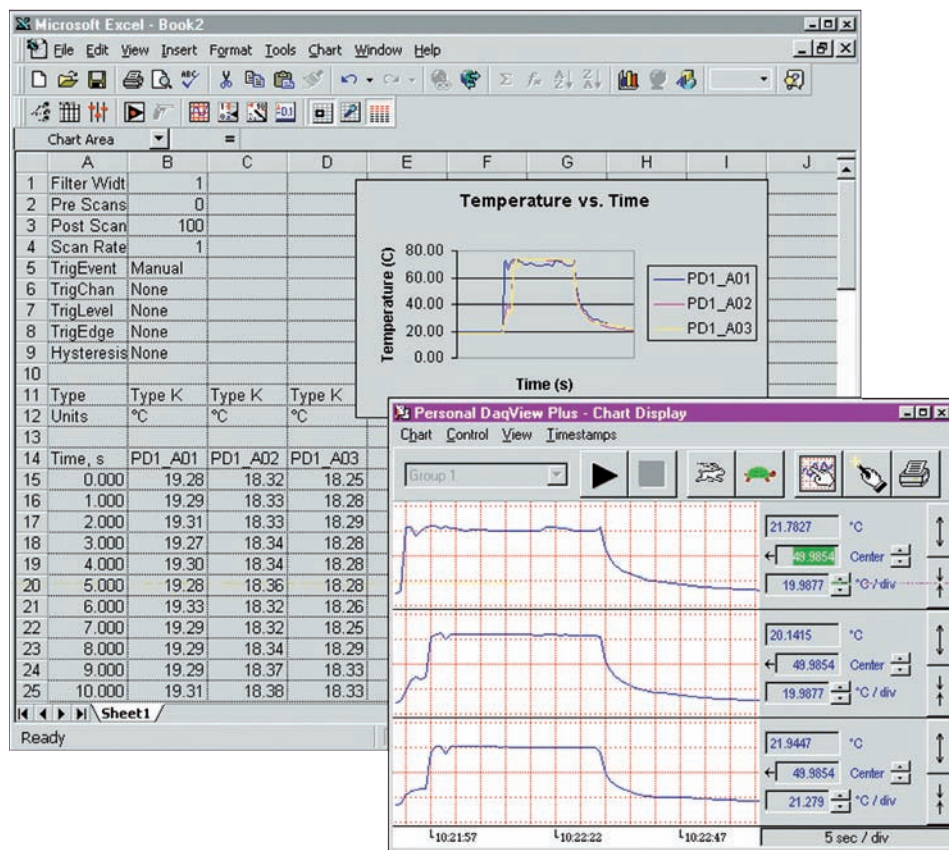 Microsoft Excel - Book2
File Edit View Insert Format Tools Chart Window Help
Chart Area =
A B C D E F G H I J
1 Filter Widt 1
2 Pre Scans 0
3 Post Scan 100
4 Scan Rate 1
5 TrigEvent Manual
6 TrigChan None
7 TrigLevel None
8 TrigEdge None
9 Hysteresis None
10
11 Type Type K Type K Type K
12 Units °C °C °C
13
14 Time, s PD1_A01 PD1_A02 PD1_A03
15 0.000 19.28 18.32 18.25
16 1.000 19.29 18.33 18.28
17 2.000 19.31 18.33 18.29
18 3.000 19.27 18.34 18.28
19 4.000 19.30 18.34 18.28
20 5.000 19.28 18.36 18.28
21 6.000 19.33 18.32 18.26
22 7.000 19.29 18.32 18.25
23 8.000 19.29 18.34 18.29
24 9.000 19.29 18.37 18.33
25 10.000 19.31 18.38 18.33
Sheet1
Ready
Temperature vs. Time
Temperature (C)
80.00
60.00
40.00
20.00
0.00
PD1_A01
PD1_A02
PD1_A03
Time (s)
Personal DaqView Plus - Chart Display
Chart Control View Timestamps
Group 1
21.7827 °C
49.9854 Center
19.9877 °C / div
20.1415 °C
49.9854 Center
19.9877 °C / div
21.9447 °C
49.9854 Center
21.279 °C / div
10:21:57 10:22:22 10:22:47 5 sec / div